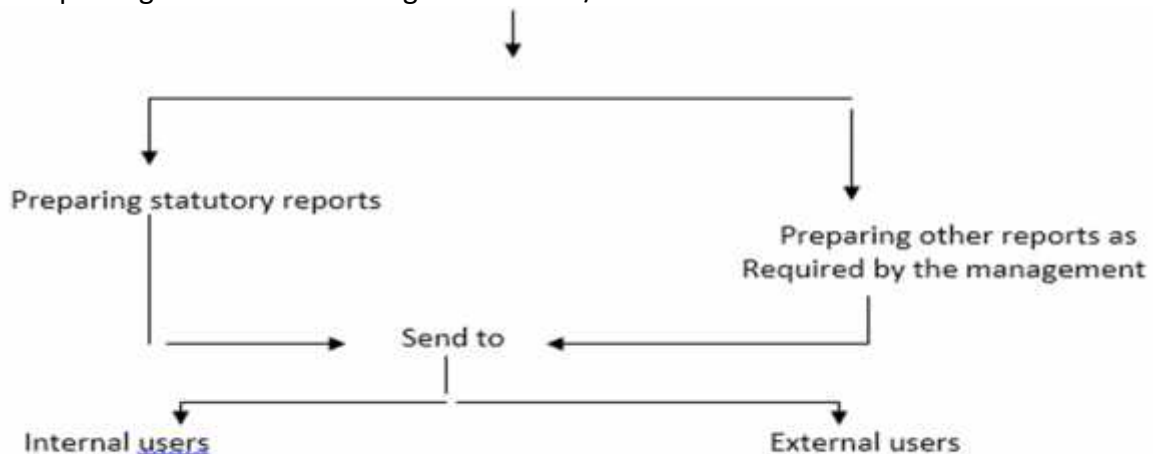 Preparing statutory reports
Preparing other reports as
Required by the management
Send to
Internal users
External users